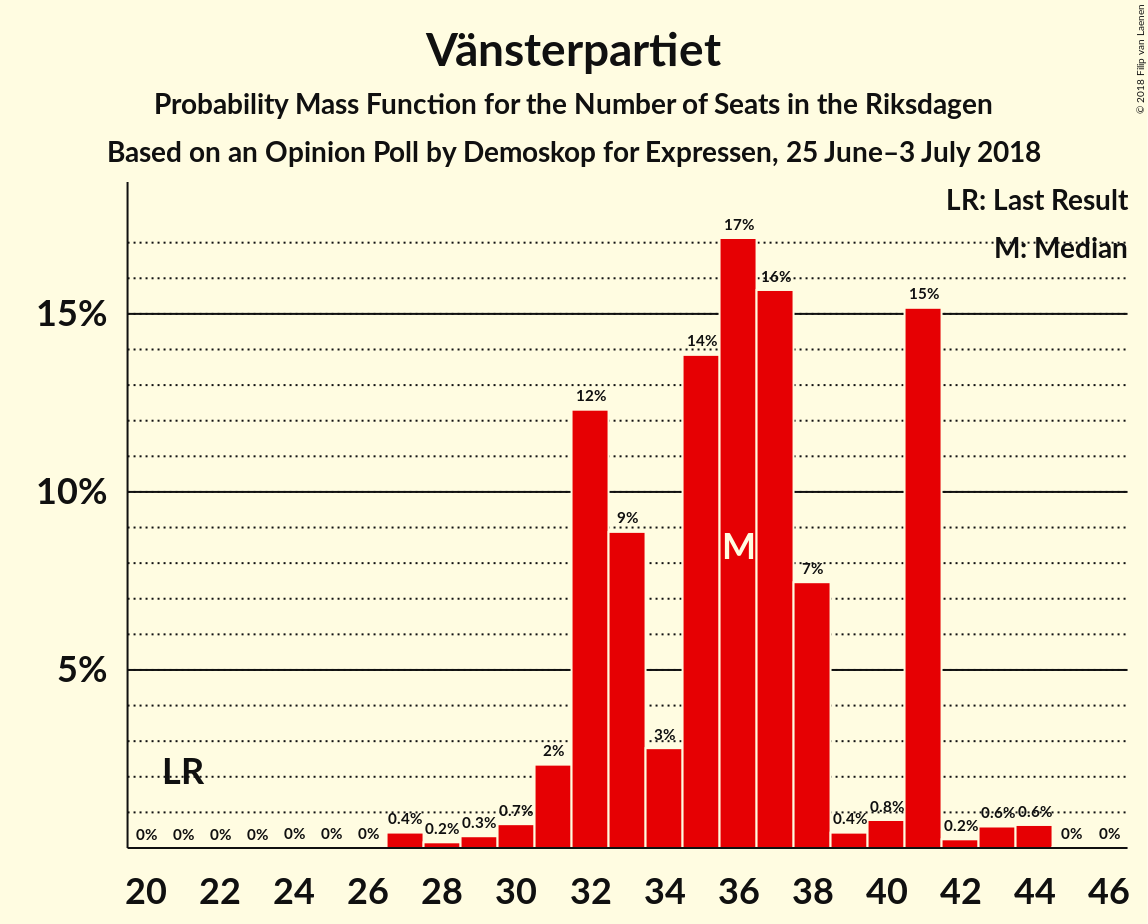 Vänsterpartiet
Probability Mass Function for the Number of Seats in the Riksdagen
Based on an Opinion Poll by Demoskop for Expressen, 25 June–3 July 2018
© 2018 Filip van Laenen
LR: Last Result
M: Median
15%
10%
5%
LR
M
0% 0% 0% 0% 0% 0% 0% 0.4% 0.2% 0.3% 0.7% 2% 12% 9% 3% 14% 17% 16% 7% 0.4% 0.8% 15% 0.2% 0.6% 0.6% 0% 0%
20 22 24 26 28 30 32 34 36 38 40 42 44 46